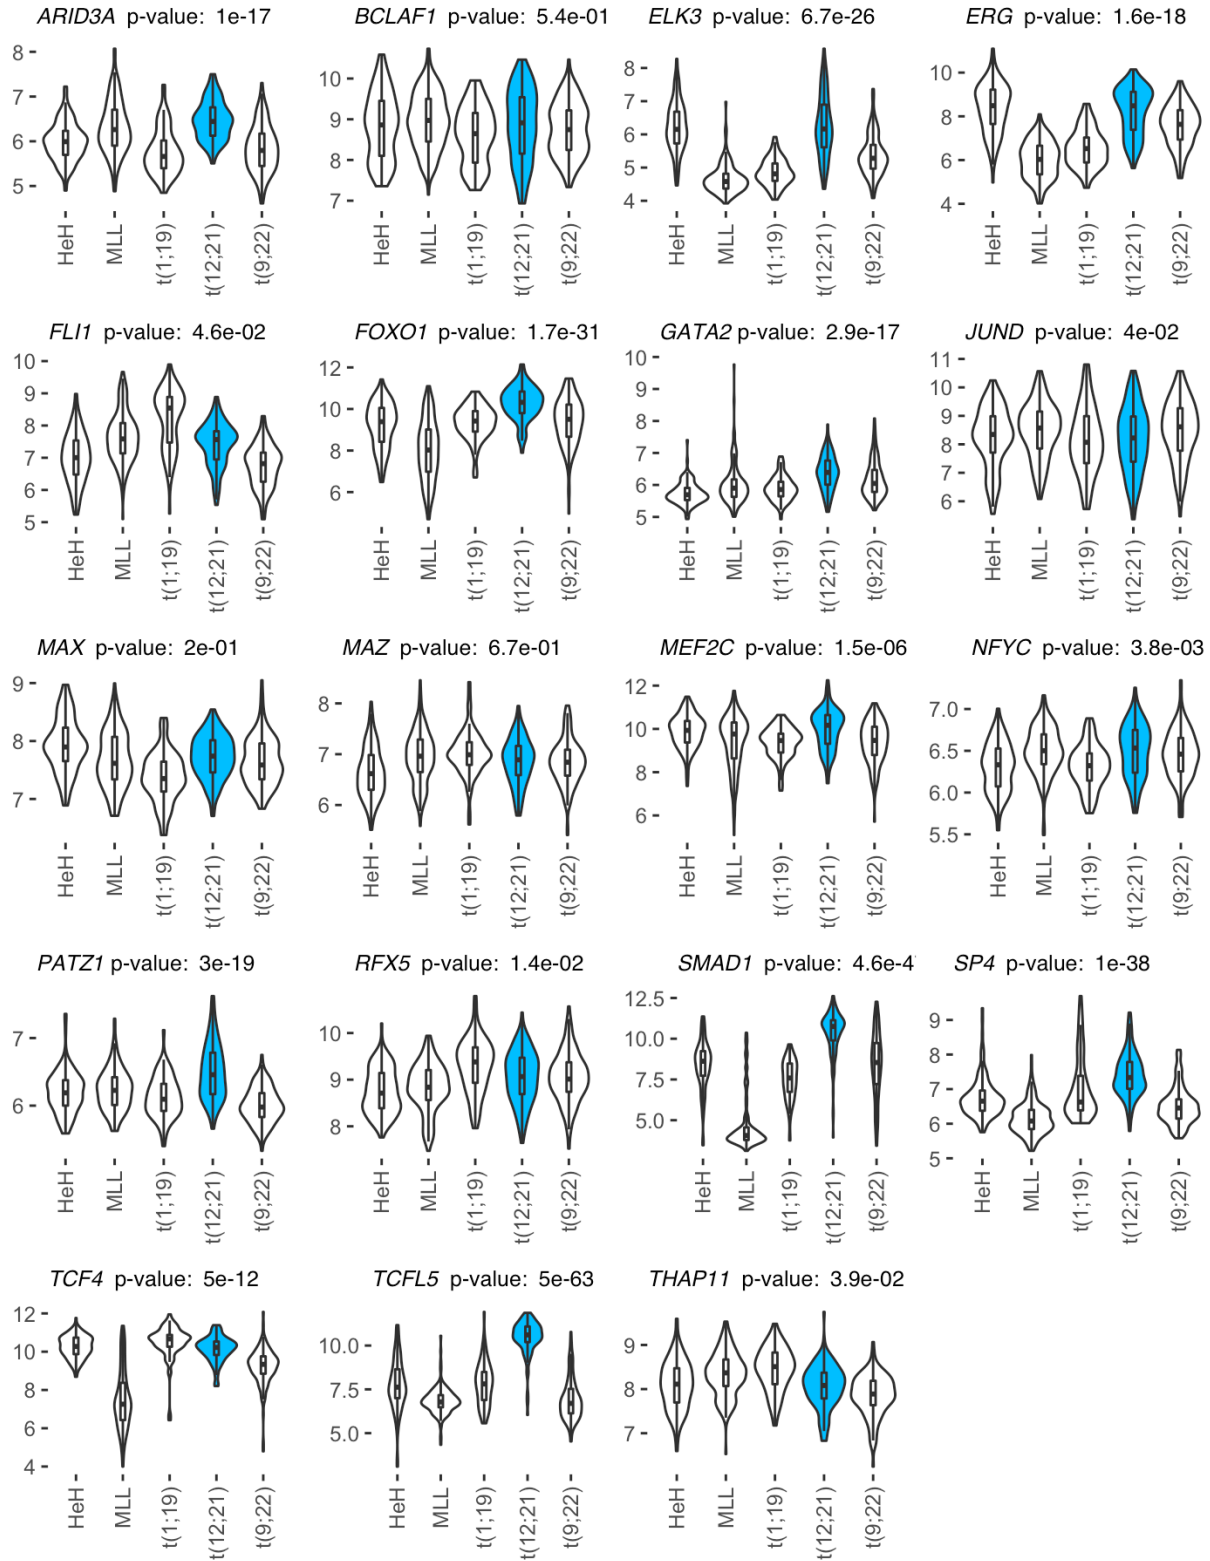 ARID3A p-value: 1e-17
BCLAF1 p-value: 5.4e-01
ELK3 p-value: 6.7e-26
ERG p-value: 1.6e-18
8
7
6
5
HeH
MLL
t(1;19)
t(12;21)
t(9;22)
10
9
8
7
HeH
MLL
t(1;19)
t(12;21)
t(9;22)
8
7
6
5
4
HeH
MLL
t(1;19)
t(12;21)
t(9;22)
10
8
6
4
HeH
MLL
t(1;19)
t(12;21)
t(9;22)
FLI1 p-value: 4.6e-02
FOXO1 p-value: 1.7e-31
GATA2 p-value: 2.9e-17
JUND p-value: 4e-02
10
9
8
7
6
5
HeH
MLL
t(1;19)
t(12;21)
t(9;22)
12
10
8
6
HeH
MLL
t(1;19)
t(12;21)
t(9;22)
10
9
8
7
6
5
HeH
MLL
t(1;19)
t(12;21)
t(9;22)
11
10
9
8
7
6
HeH
MLL
t(1;19)
t(12;21)
t(9;22)
MAX p-value: 2e-01
MAZ p-value: 6.7e-01
MEF2C p-value: 1.5e-06
NFYC p-value: 3.8e-03
9
8
7
HeH
MLL
t(1;19)
t(12;21)
t(9;22)
8
7
6
HeH
MLL
t(1;19)
t(12;21)
t(9;22)
12
10
8
6
HeH
MLL
t(1;19)
t(12;21)
t(9;22)
7.0
6.5
6.0
5.5
HeH
MLL
t(1;19)
t(12;21)
t(9;22)
PATZ1 p-value: 3e-19
RFX5 p-value: 1.4e-02
SMAD1 p-value:
SP4 p-value: 1e-38
7
6
HeH
MLL
t(1;19)
t(12;21)
t(9;22)
10
9
8
HeH
MLL
t(1;19)
t(12;21)
t(9;22)
12.5
10.0
7.5
5.0
HeH
MLL
t(1;19)
t(12;21)
t(9;22)
9
8
7
6
5
HeH
MLL
t(1;19)
t(12;21)
t(9;22)
TCF4 p-value: 5e-12
TCFL5 p-value: 5e-63
THAP11 p-value: 3.9e-02
12
10
8
6
4
HeH
MLL
t(1;19)
t(12;21)
t(9;22)
10.0
7.5
5.0
HeH
MLL
t(1;19)
t(12;21)
t(9;22)
9
8
7
HeH
MLL
t(1;19)
t(12;21)
t(9;22)